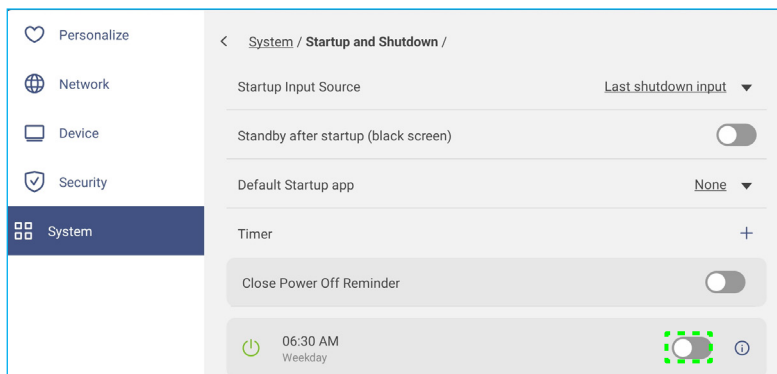 Personalize
Network
Device
Security
System
System / Startup and Shutdown /
Startup Input Source Last shutdown input
Standby after startup (black screen)
Default Startup app None
Timer
Close Power Off Reminder
06:30 AM
Weekday